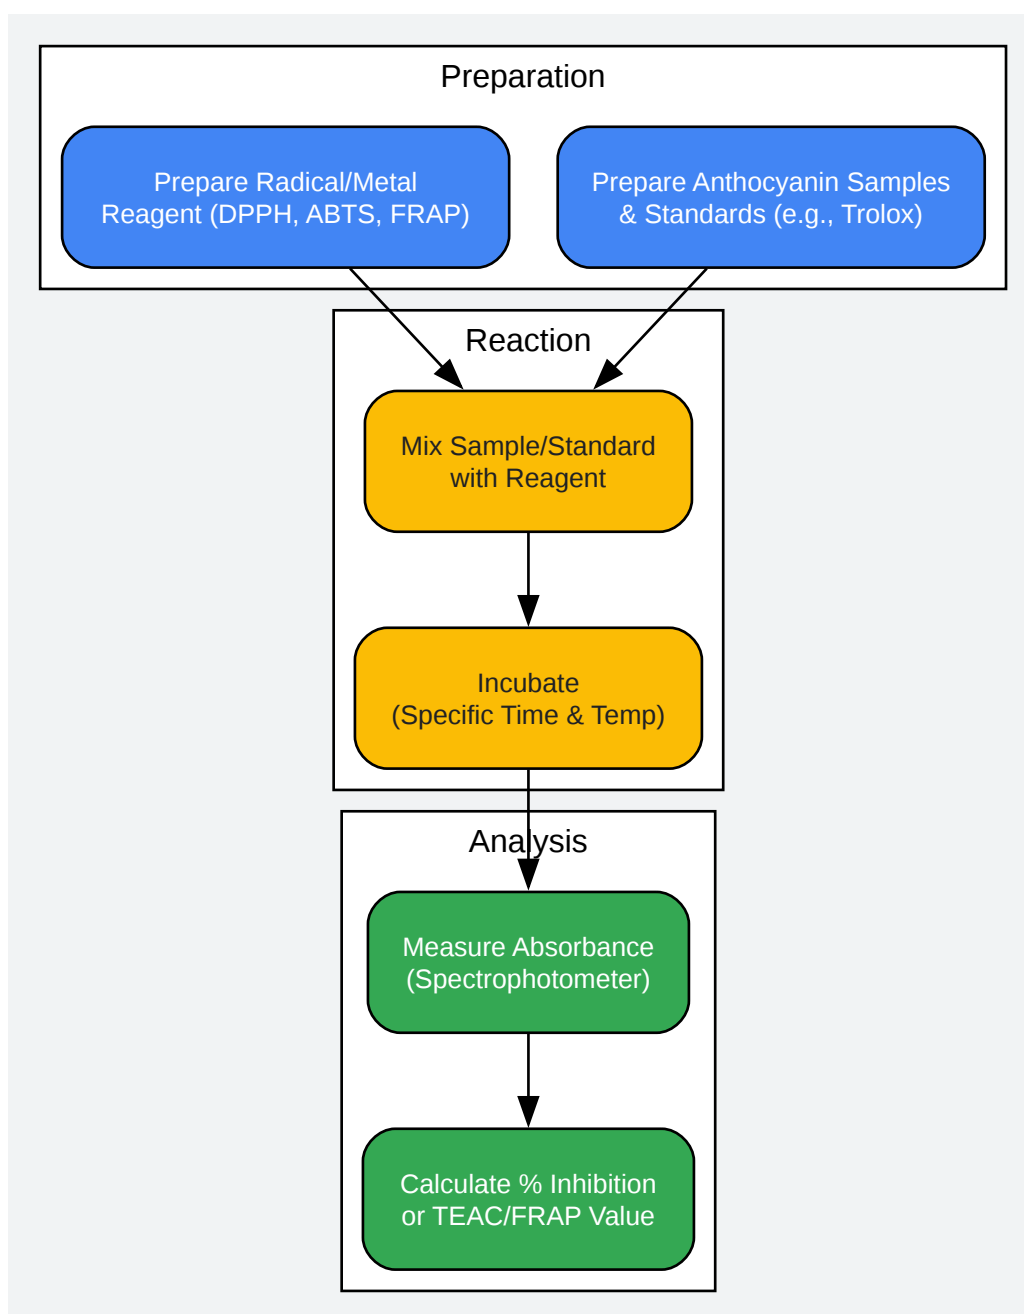 Preparation
Prepare Radical/Metal
Reagent (DPPH, ABTS, FRAP)
Prepare Anthocyanin Samples
& Standards (e.g., Trolox)
Reaction
Mix Sample/Standard
with Reagent
Incubate
(Specific Time & Temp)
Analysis
Measure Absorbance
(Spectrophotometer)
Calculate % Inhibition
or TEAC/FRAP Value